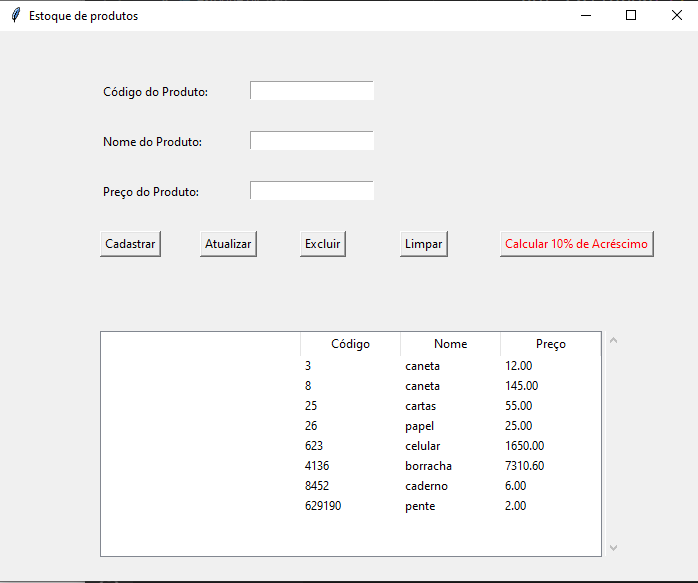 Estoque de produtos
Código do Produto:
Nome do Produto:
Preço do Produto:
Cadastrar Atualizar Excluir Limpar Calcular 10% de Acréscimo
Código Nome Preço
3 caneta 12.00
8 caneta 145.00
25 cartas 55.00
26 papel 25.00
623 celular 1650.00
4136 borracha 7310.60
8452 caderno 6.00
629190 pente 2.00